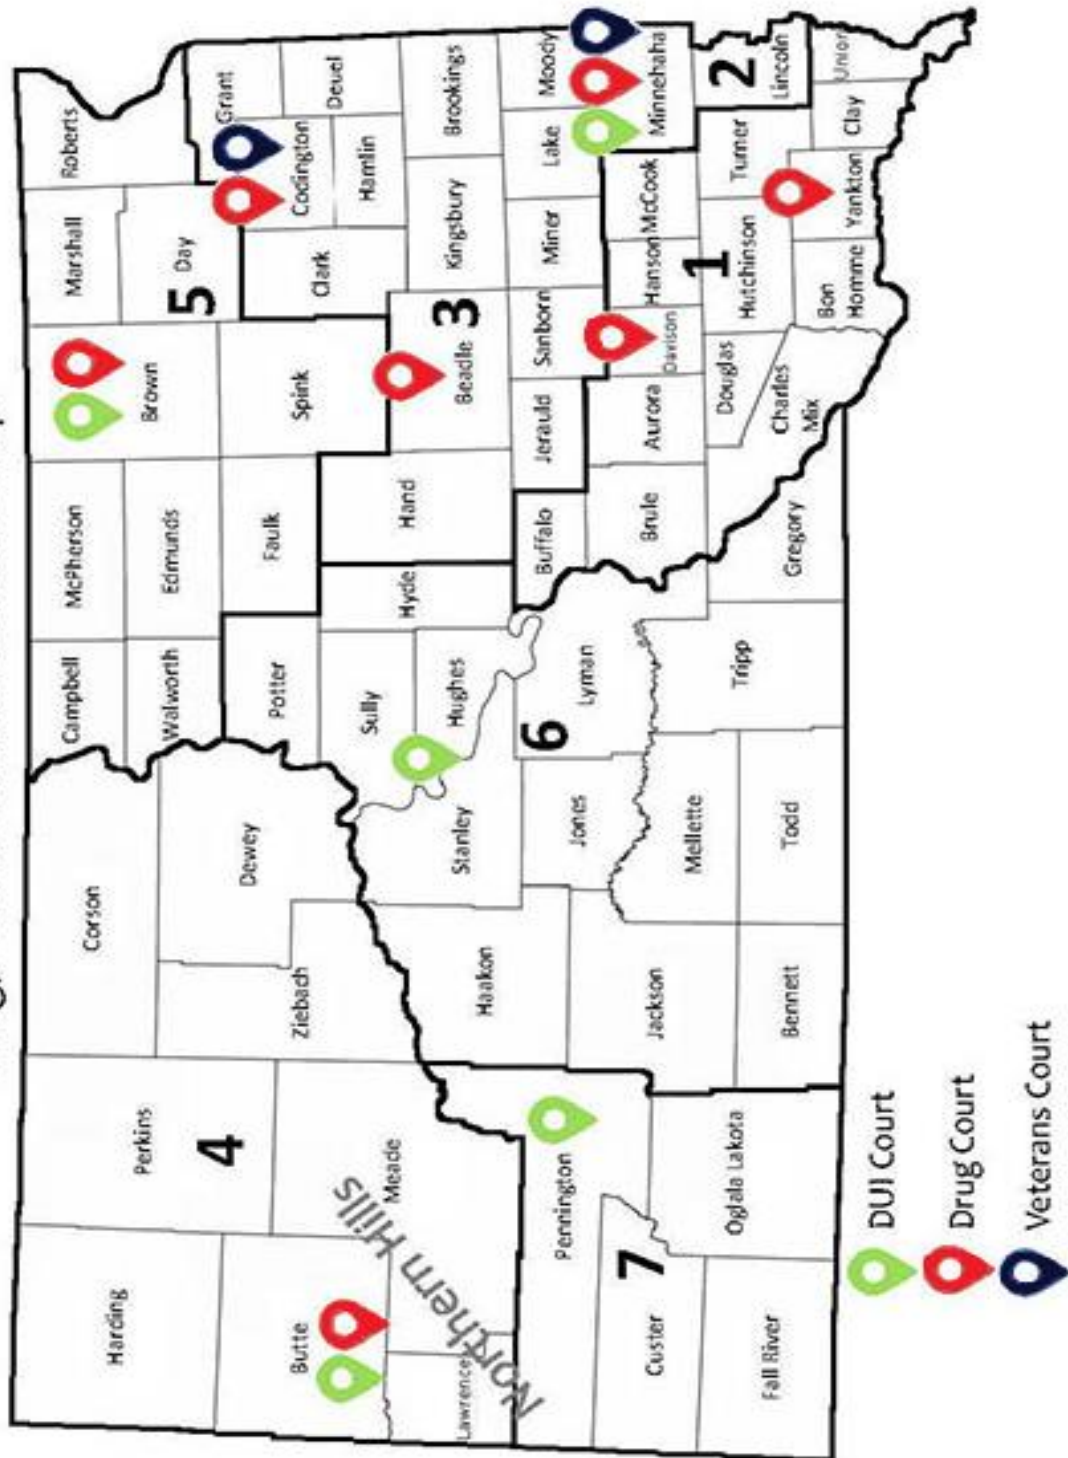 Harding
Perkins
Corson
Campbell
McPherson
Marshall
Roberts
Walworth
Edmunds
Brown
Day
5
4
Dewey
Grant
Butte
Meade
Ziebach
Potter
Faulk
Spink
Codington
Deuel
Clark
Hamlin
Northern Hills
Lawrence
Sully
Hyde
Hand
Beadle
3
Kingsbury
Brookings
Haakon
Stanley
Hughes
6
Buffalo
Jerauld
Sanborn
Miner
Lake
Moody
Pennington
Jones
Lyman
Brule
Aurora
Davison
Hanson
McCook
Minnehaha
7
Custer
Jackson
Mellette
Tripp
Gregory
Douglas
Charles
Mix
Hutchinson
1
Turner
2
Lincoln
Oglala Lakota
Fall River
Bennett
Todd
Bon
Homme
Yankton
Clay
Union
DUI Court
Drug Court
Veterans Court